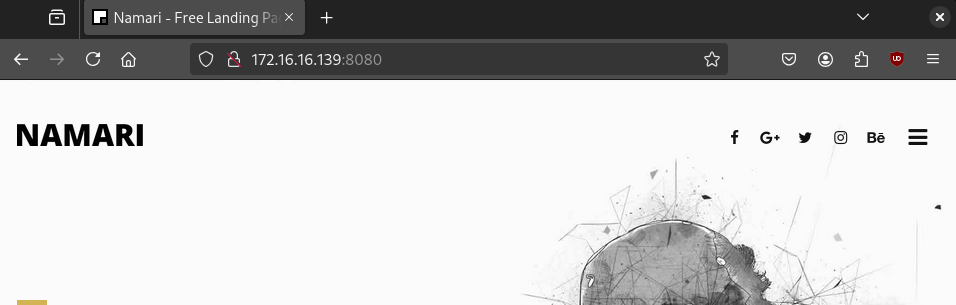 Namari - Free Landing Pa
172.16.16.139:8080
NAMARI
G+ Bē